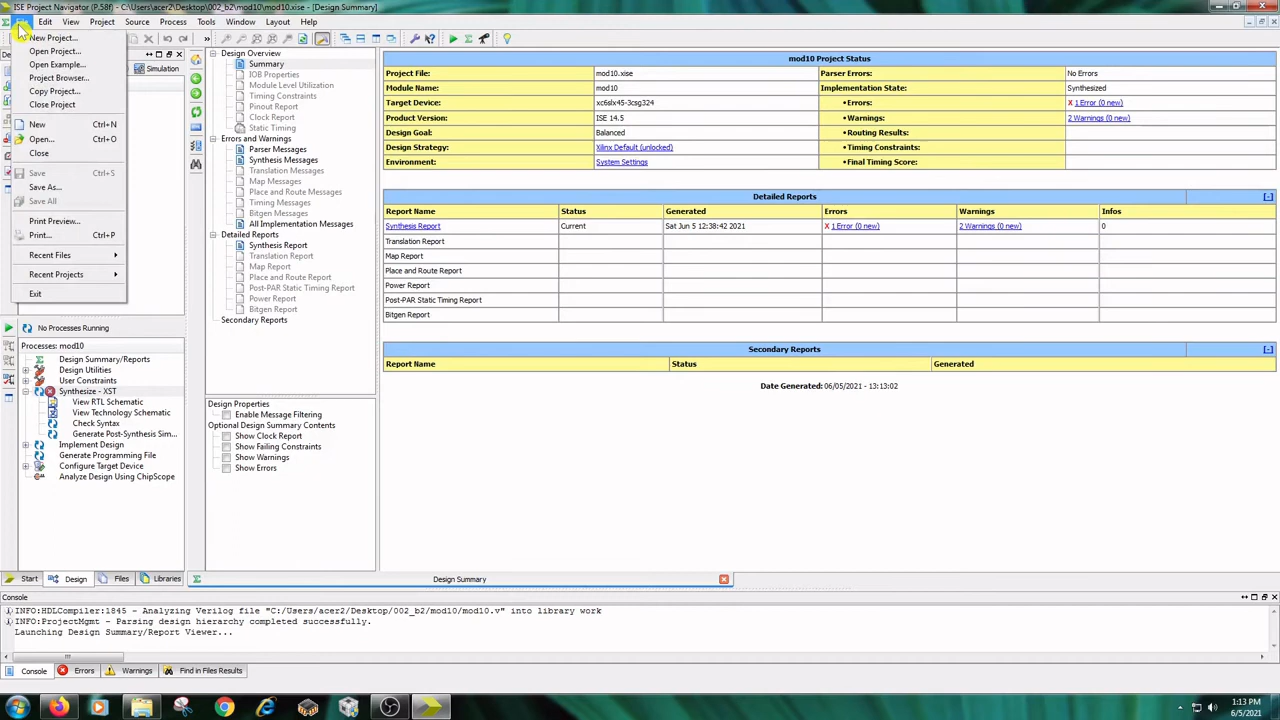 ISE Project Navigator (P.58f) - C:\Users\acer2\Desktop\002_b2\mod10\mod10.xise - [Design Summary]
Edit View Project Source Process Tools Window Layout Help
New Project...
Open Project...
Open Example...
Project Browser...
Copy Project...
Close Project
New Ctrl+N
Open... Ctrl+O
Close
Save Ctrl+S
Save As...
Save All
Print Preview...
Print... Ctrl+P
Recent Files
Recent Projects
Exit
Simulation
No Processes Running
Processes: mod10
Design Summary/Reports
Design Utilities
User Constraints
Synthesize - XST
View RTL Schematic
View Technology Schematic
Check Syntax
Generate Post-Synthesis Sim...
Implement Design
Generate Programming File
Configure Target Device
Analyze Design Using ChipScope
Start Design Files Libraries
Design Overview
Summary
IOB Properties
Module Level Utilization
Timing Constraints
Pinout Report
Clock Report
Static Timing
Errors and Warnings
Parser Messages
Synthesis Messages
Translation Messages
Map Messages
Place and Route Messages
Timing Messages
Bitgen Messages
All Implementation Messages
Detailed Reports
Synthesis Report
Translation Report
Map Report
Place and Route Report
Post-PAR Static Timing Report
Power Report
Bitgen Report
Secondary Reports
Design Properties
Enable Message Filtering
Optional Design Summary Contents
Show Clock Report
Show Failing Constraints
Show Warnings
Show Errors
mod10 Project Status
Project File: mod10.xise Parser Errors: No Errors
Module Name: mod10 Implementation State: Synthesized
Target Device: xc6slx45-3csg324 •Errors: X 1 Error (0 new)
Product Version: ISE 14.5 •Warnings: 2 Warnings (0 new)
Design Goal: Balanced •Routing Results:
Design Strategy: Xilinx Default (unlocked) •Timing Constraints:
Environment: System Settings •Final Timing Score:
Detailed Reports [-]
Report Name Status Generated Errors Warnings Infos
Synthesis Report Current Sat Jun 5 12:38:42 2021 X 1 Error (0 new) 2 Warnings (0 new) 0
Translation Report
Map Report
Place and Route Report
Power Report
Post-PAR Static Timing Report
Bitgen Report
Secondary Reports [-]
Report Name Status Generated
Date Generated: 06/05/2021 - 13:13:02
Design Summary
Console
INFO:HDLCompiler:1845 - Analyzing Verilog file "C:/Users/acer2/Desktop/002_b2/mod10/mod10.v" into library work
INFO:ProjectMgmt - Parsing design hierarchy completed successfully.
Launching Design Summary/Report Viewer...
Console Errors Warnings Find in Files Results
1:13 PM
6/5/2021